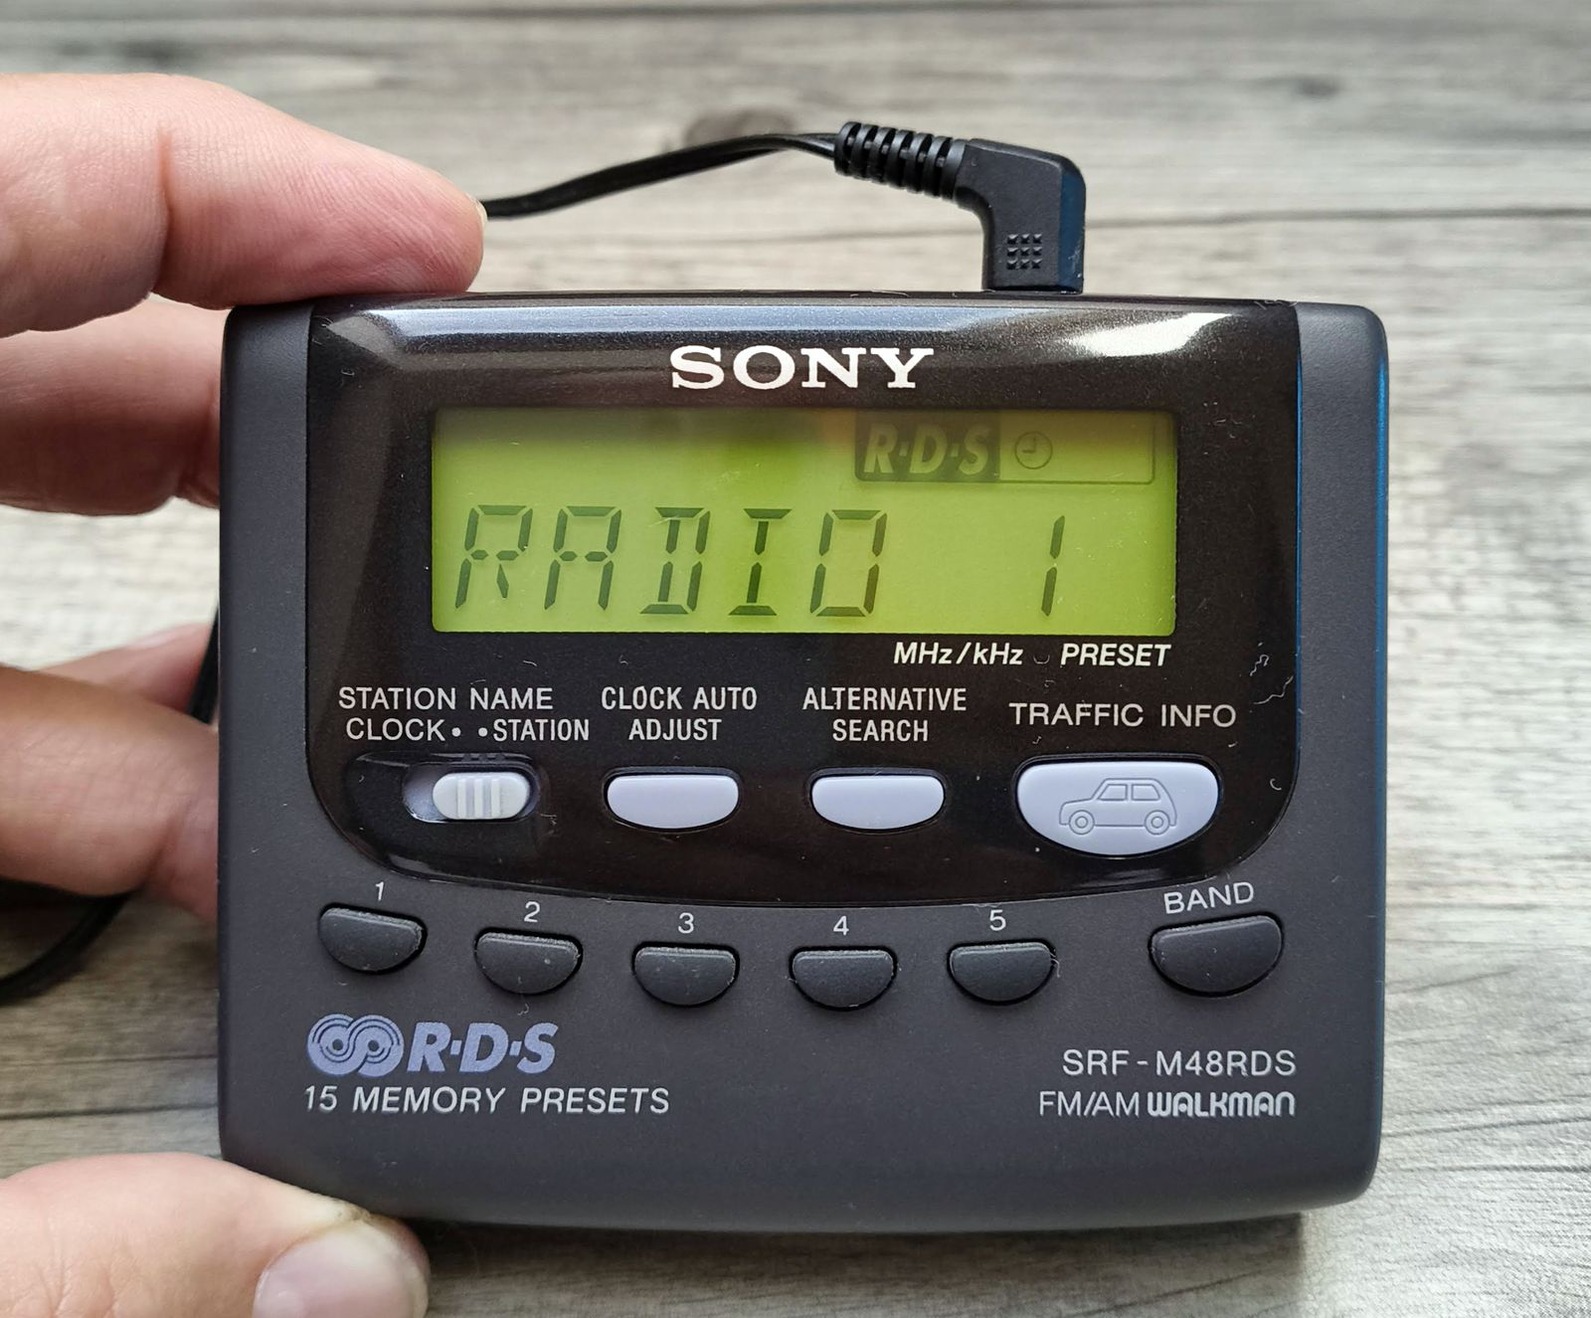 SONY
R·D·S
RADIO 1
MHz/kHz PRESET
STATION NAME
CLOCK • •STATION
CLOCK AUTO
ADJUST
ALTERNATIVE
SEARCH
TRAFFIC INFO
1 2 3 4 5 BAND
R·D·S
15 MEMORY PRESETS
SRF-M48RDS
FM/AM WALKMAN